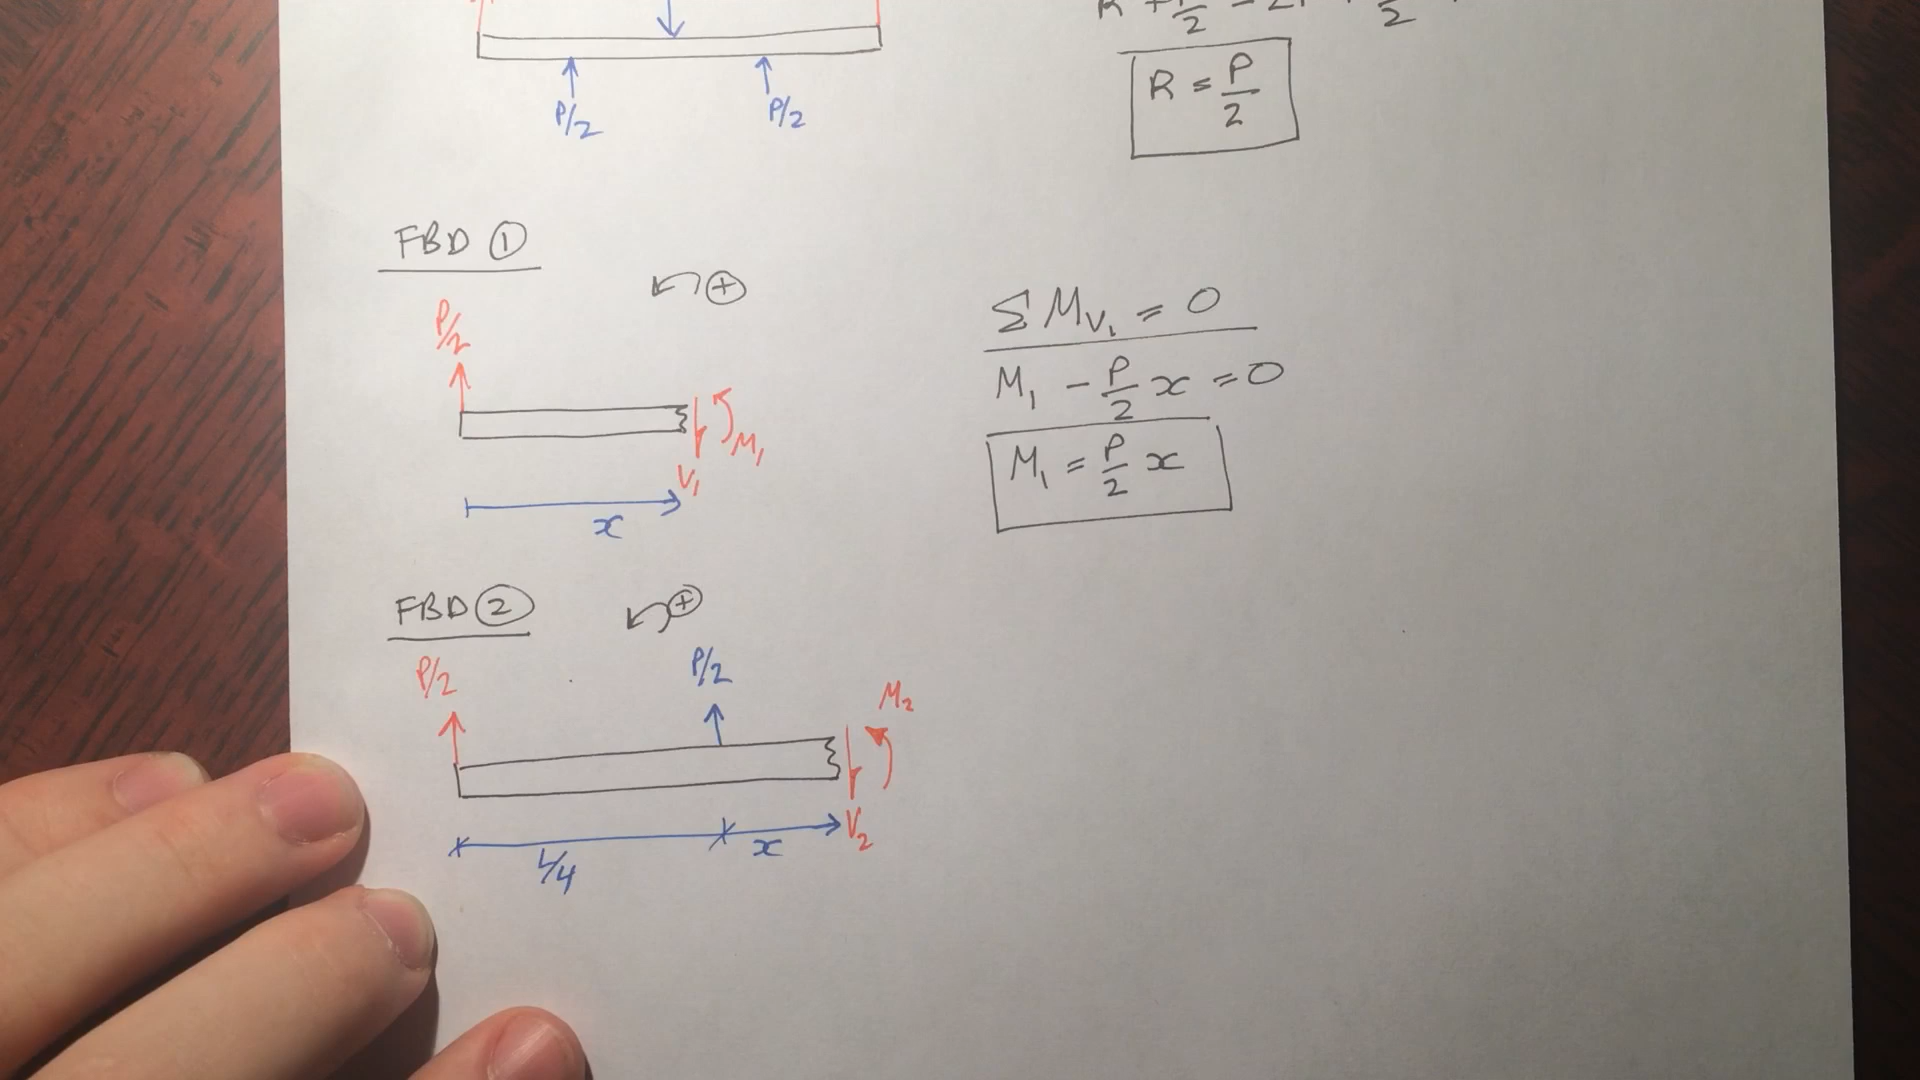 P/2 P/2
R = P/2
FBD ①
+
P/2
M₁
V₁
x
ΣM_V₁ = 0
M₁ - P/2 x = 0
M₁ = P/2 x
FBD ②
+
P/2
P/2
M₂
V₂
L/4 x